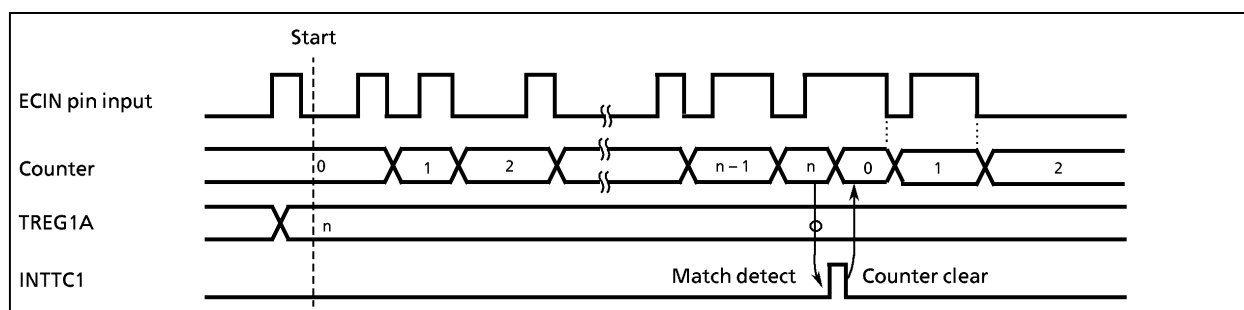 Start
ECIN pin input
Counter 0 1 2 n – 1 n 0 1 2
TREG1A n
INTTC1 Match detect Counter clear